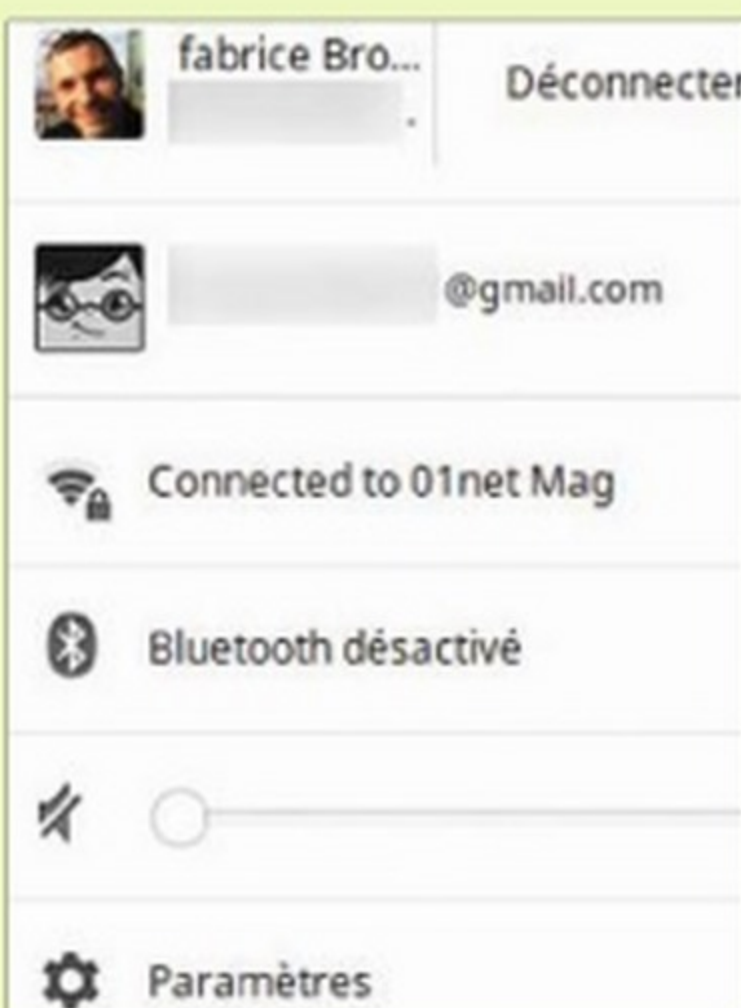 fabrice Bro...
Déconnecter
.
@gmail.com
Connected to 01net Mag
Bluetooth désactivé
Paramètres